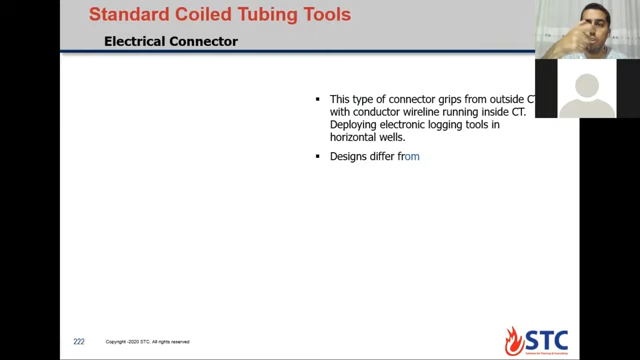 Standard Coiled Tubing Tools
Electrical Connector
▪ This type of connector grips from outside C
with conductor wireline running inside CT.
Deploying electronic logging tools in
horizontal wells.
▪ Designs differ from
222
Copyright -2020 STC. All rights reserved
STC